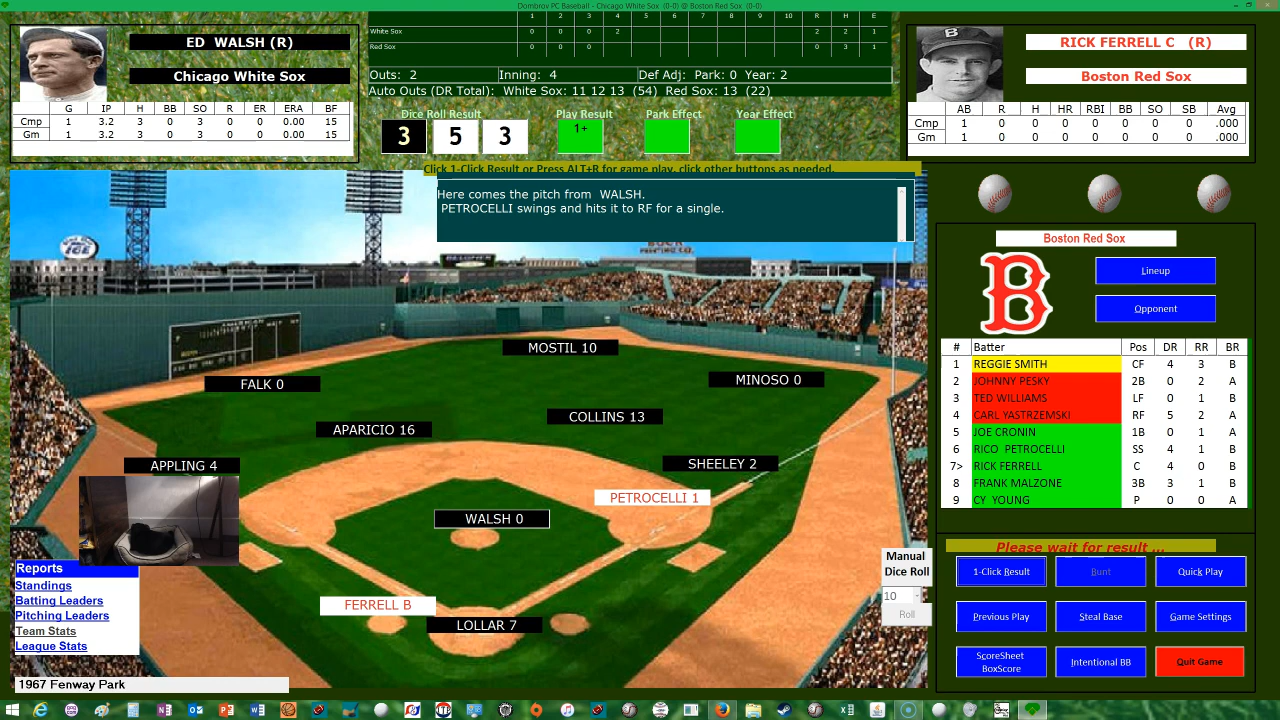 Dombrov PC Baseball - Chicago White Sox (0-0) @ Boston Red Sox (0-0)
ED WALSH (R)
Chicago White Sox
G IP H BB SO R ER ERA BF
Cmp 1 3.2 3 0 3 0 0 0.00 15
Gm 1 3.2 3 0 3 0 0 0.00 15
1 2 3 4 5 6 7 8 9 10 R H E
White Sox 0 0 0 2 2 2 1
Red Sox 0 0 0 0 3 1
Outs: 2 Inning: 4 Def Adj: Park: 0 Year: 2
Auto Outs (DR Total): White Sox: 11 12 13 (54) Red Sox: 13 (22)
Dice Roll Result Play Result Park Effect Year Effect
3 5 3 1+
RICK FERRELL C (R)
Boston Red Sox
AB R H HR RBI BB SO SB Avg
Cmp 1 0 0 0 0 0 0 0 .000
Gm 1 0 0 0 0 0 0 0 .000
Click 1-Click Result or Press ALT+R for game play, click other buttons as needed.
Here comes the pitch from WALSH.
PETROCELLI swings and hits it to RF for a single.
ICE
MOSTIL 10
FALK 0
MINOSO 0
COLLINS 13
APARICIO 16
APPLING 4
SHEELEY 2
PETROCELLI 1
WALSH 0
FERRELL B
LOLLAR 7
Manual
Dice Roll
10
Roll
Reports
Standings
Batting Leaders
Pitching Leaders
Team Stats
League Stats
1967 Fenway Park
Boston Red Sox
B
Lineup
Opponent
# Batter Pos DR RR BR
1 REGGIE SMITH CF 4 3 B
2 JOHNNY PESKY 2B 0 2 A
3 TED WILLIAMS LF 0 1 B
4 CARL YASTRZEMSKI RF 5 2 A
5 JOE CRONIN 1B 0 1 A
6 RICO PETROCELLI SS 4 1 B
7> RICK FERRELL C 4 0 B
8 FRANK MALZONE 3B 3 1 B
9 CY YOUNG P 0 0 A
Please wait for result ...
1-Click Result Bunt Quick Play
Previous Play Steal Base Game Settings
ScoreSheet
BoxScore
Intentional BB Quit Game